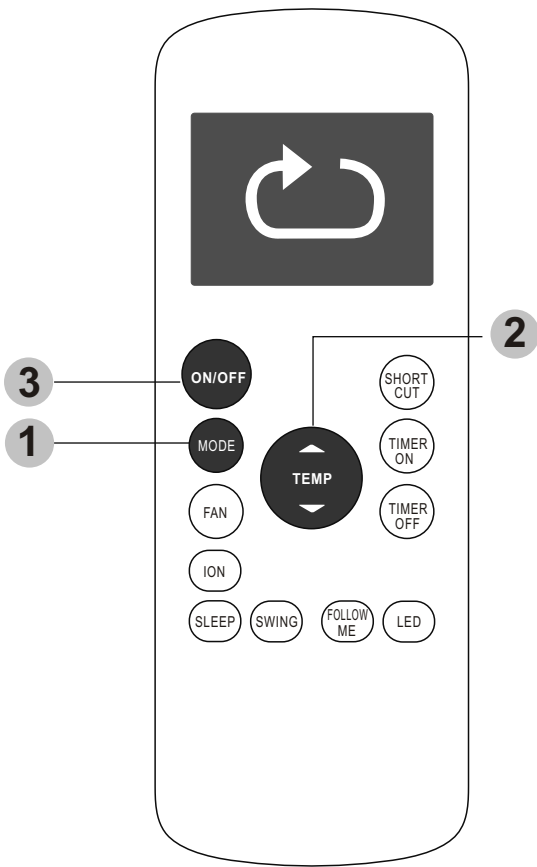 2
3
ON/OFF
SHORT
CUT
1
MODE
TEMP
TIMER
ON
FAN
TIMER
OFF
ION
SLEEP
SWING
FOLLOW
ME
LED